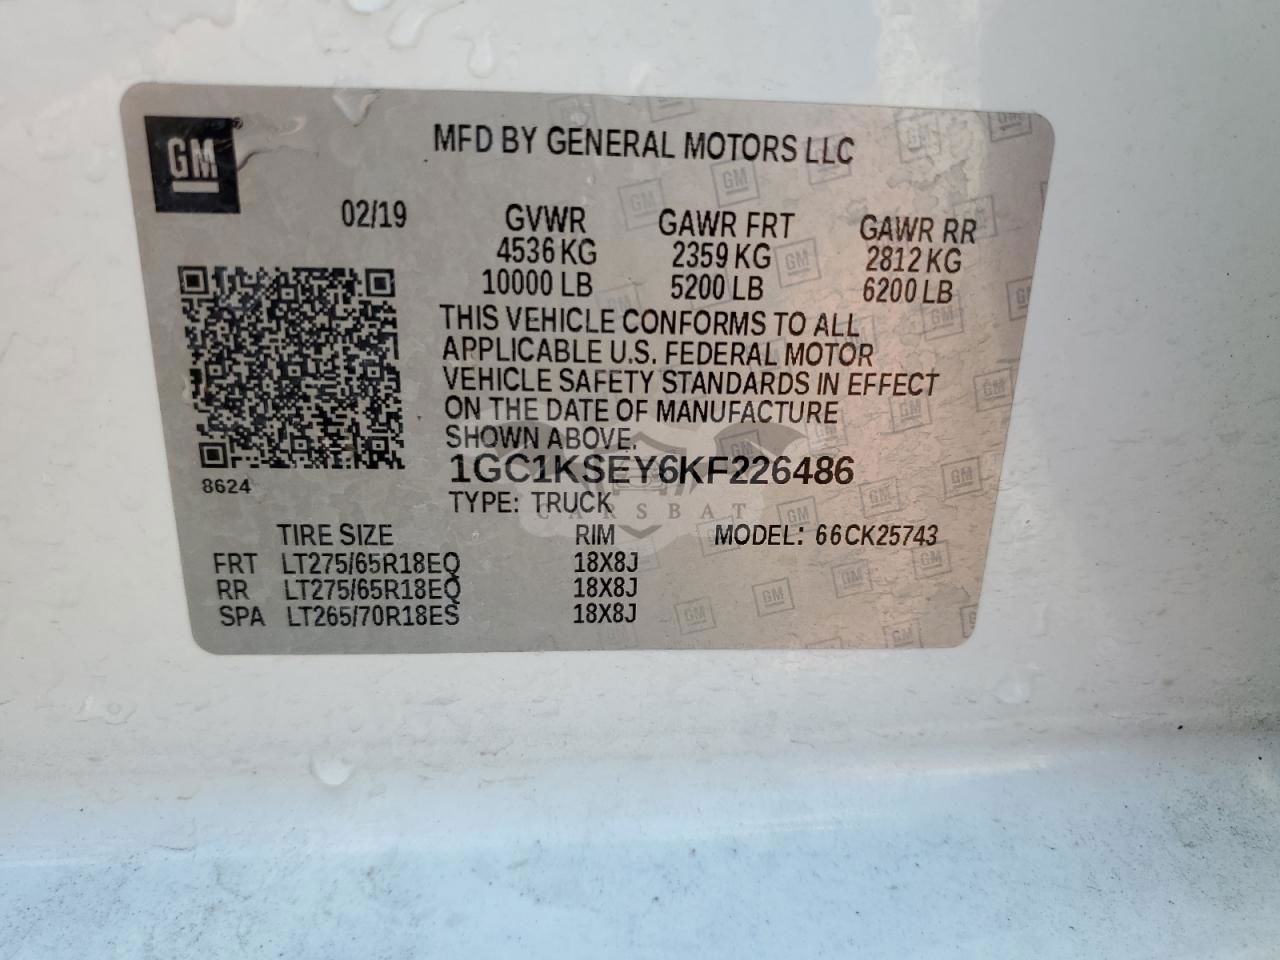 GM
MFD BY GENERAL MOTORS LLC
02/19 GVWR GAWR FRT GAWR RR
4536 KG 2359 KG 2812 KG
10000 LB 5200 LB 6200 LB
THIS VEHICLE CONFORMS TO ALL
APPLICABLE U.S. FEDERAL MOTOR
VEHICLE SAFETY STANDARDS IN EFFECT
ON THE DATE OF MANUFACTURE
SHOWN ABOVE.
8624
1GC1KSEY6KF226486
TYPE: TRUCK
CARSBAT
TIRE SIZE RIM MODEL: 66CK25743
FRT LT275/65R18EQ 18X8J
RR LT275/65R18EQ 18X8J
SPA LT265/70R18ES 18X8J